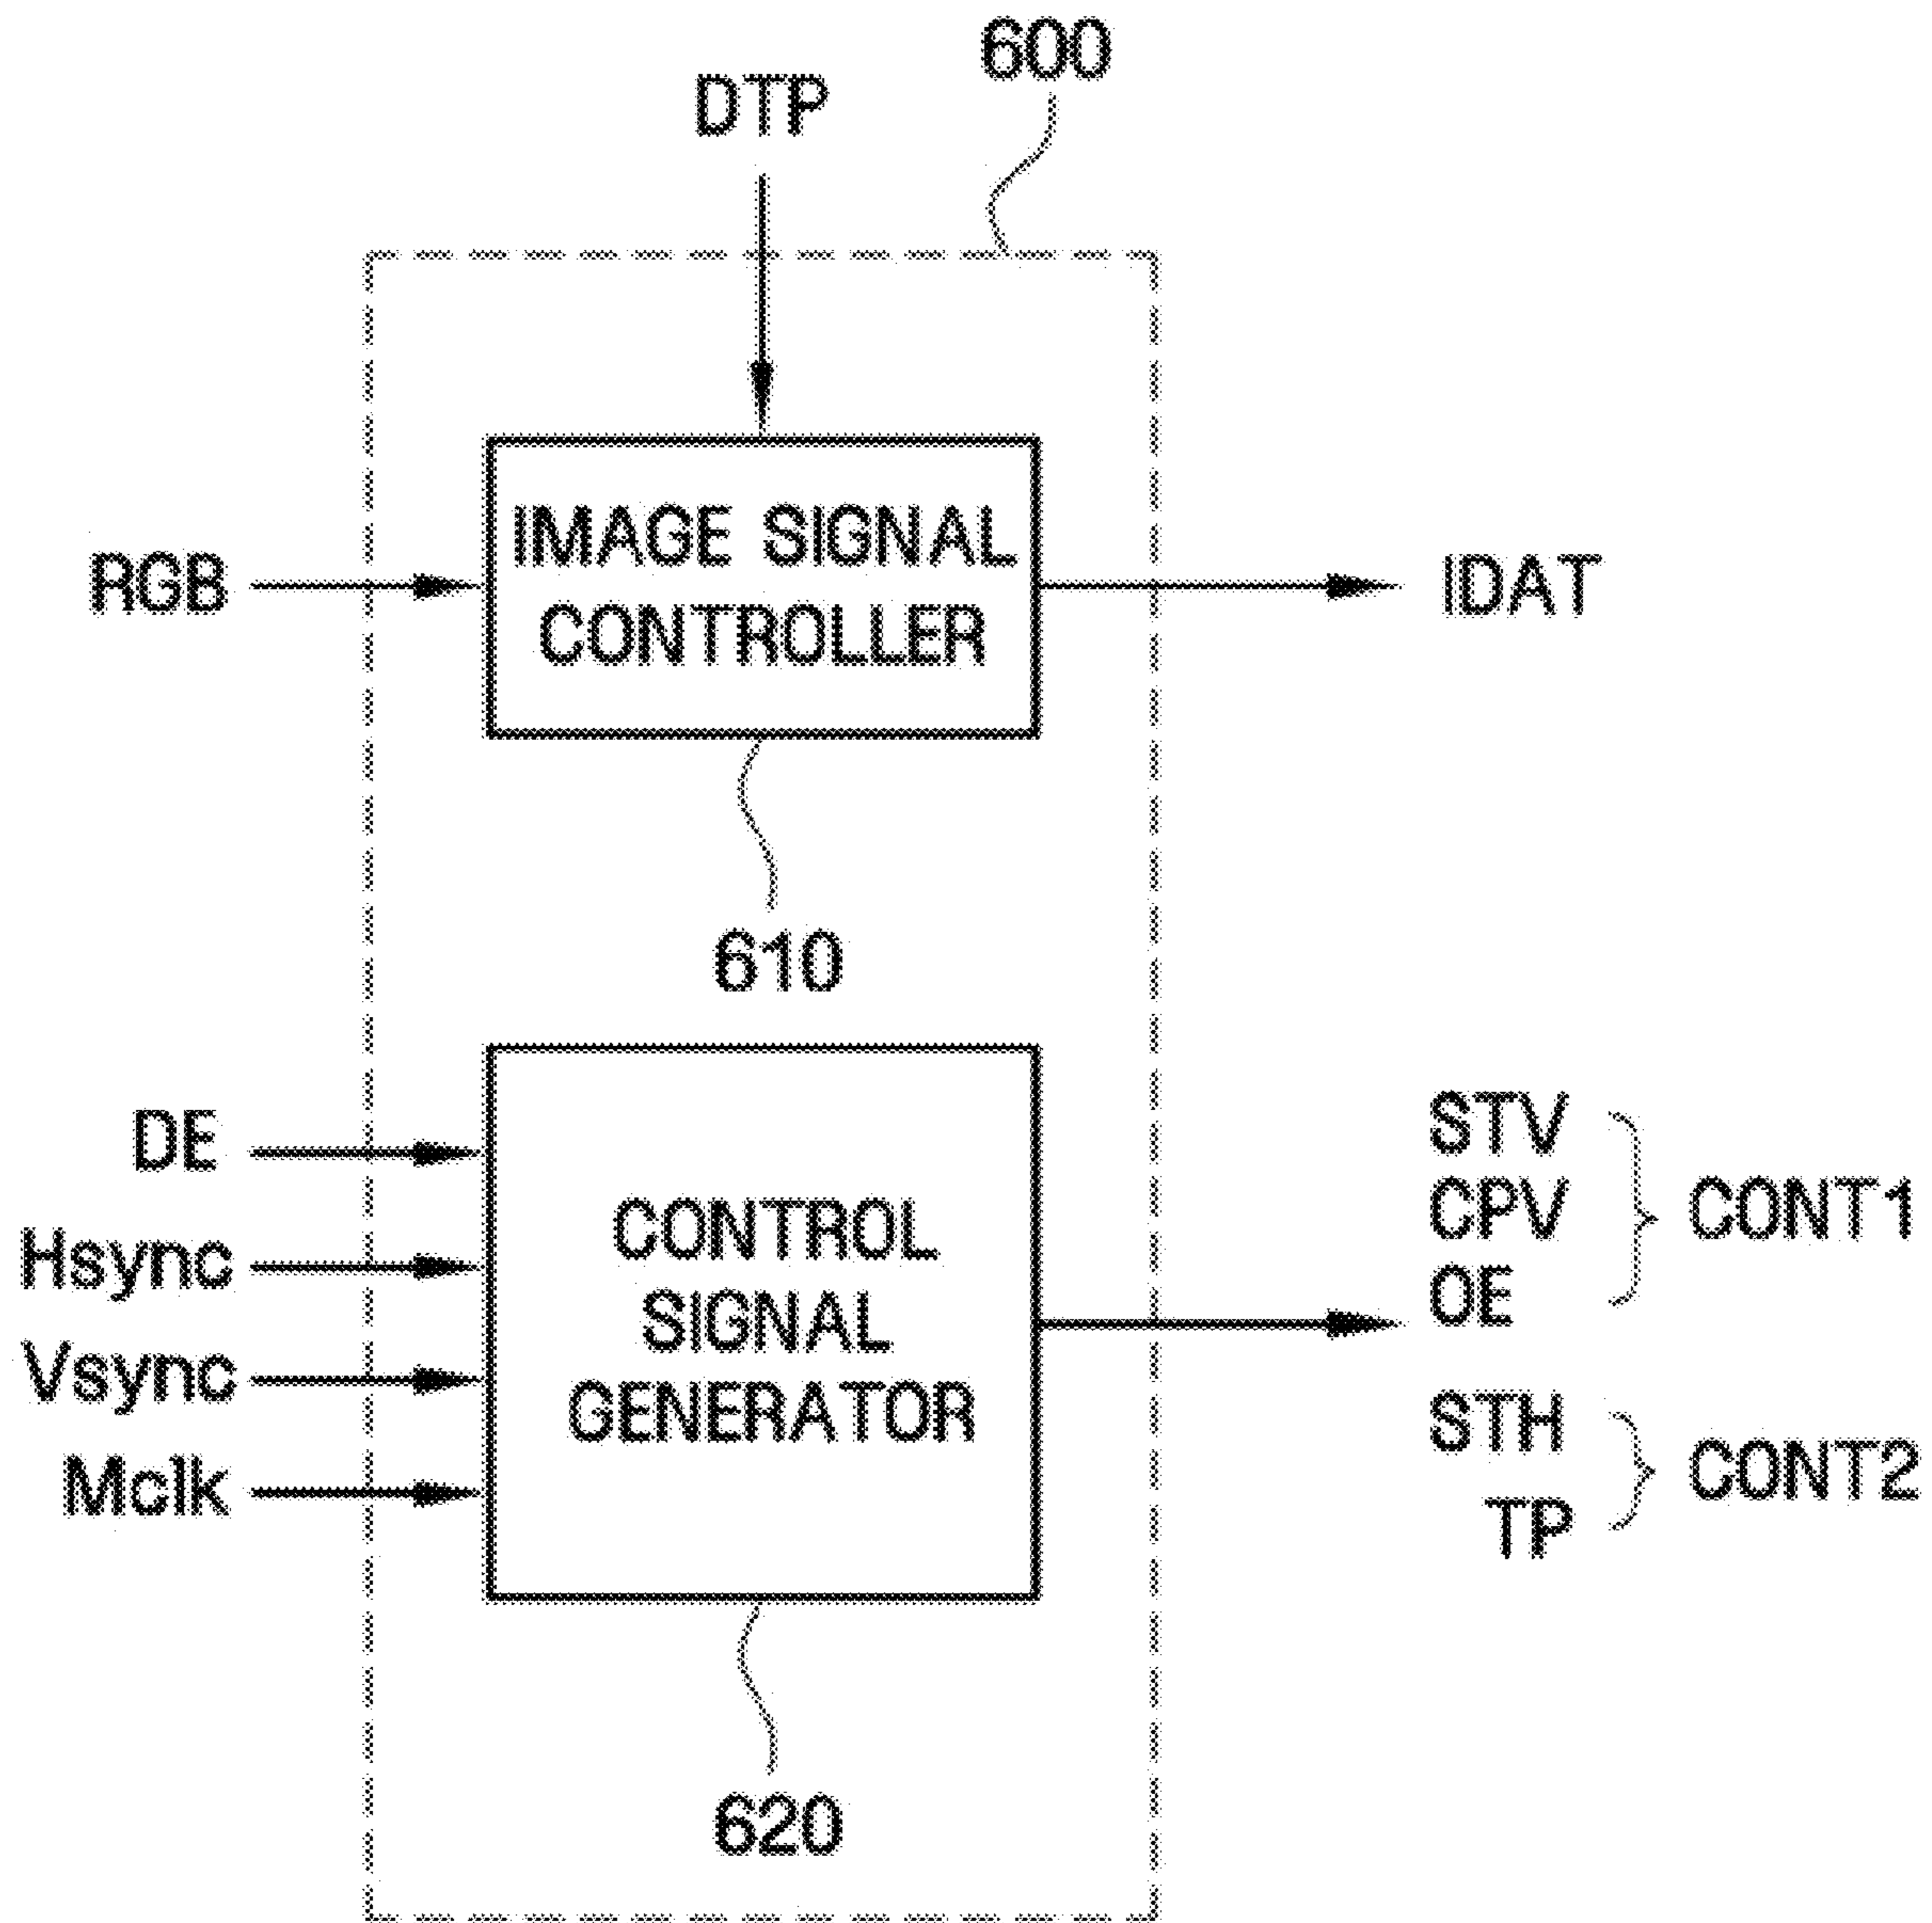 600
DTP
RGB
IMAGE SIGNAL
CONTROLLER
IDAT
610
DE
Hsync
Vsync
Mclk
CONTROL
SIGNAL
GENERATOR
STV
CPV
OE
CONT1
STH
TP
CONT2
620